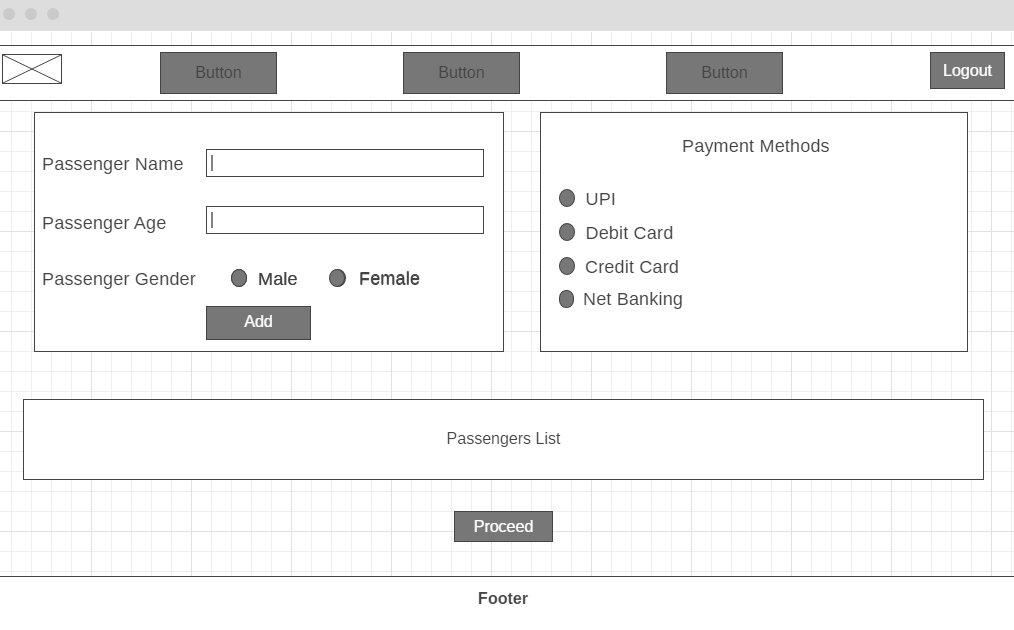 Button Button Button Logout
Passenger Name
Passenger Age
Passenger Gender Male Female
Add
Payment Methods
UPI
Debit Card
Credit Card
Net Banking
Passengers List
Proceed
Footer